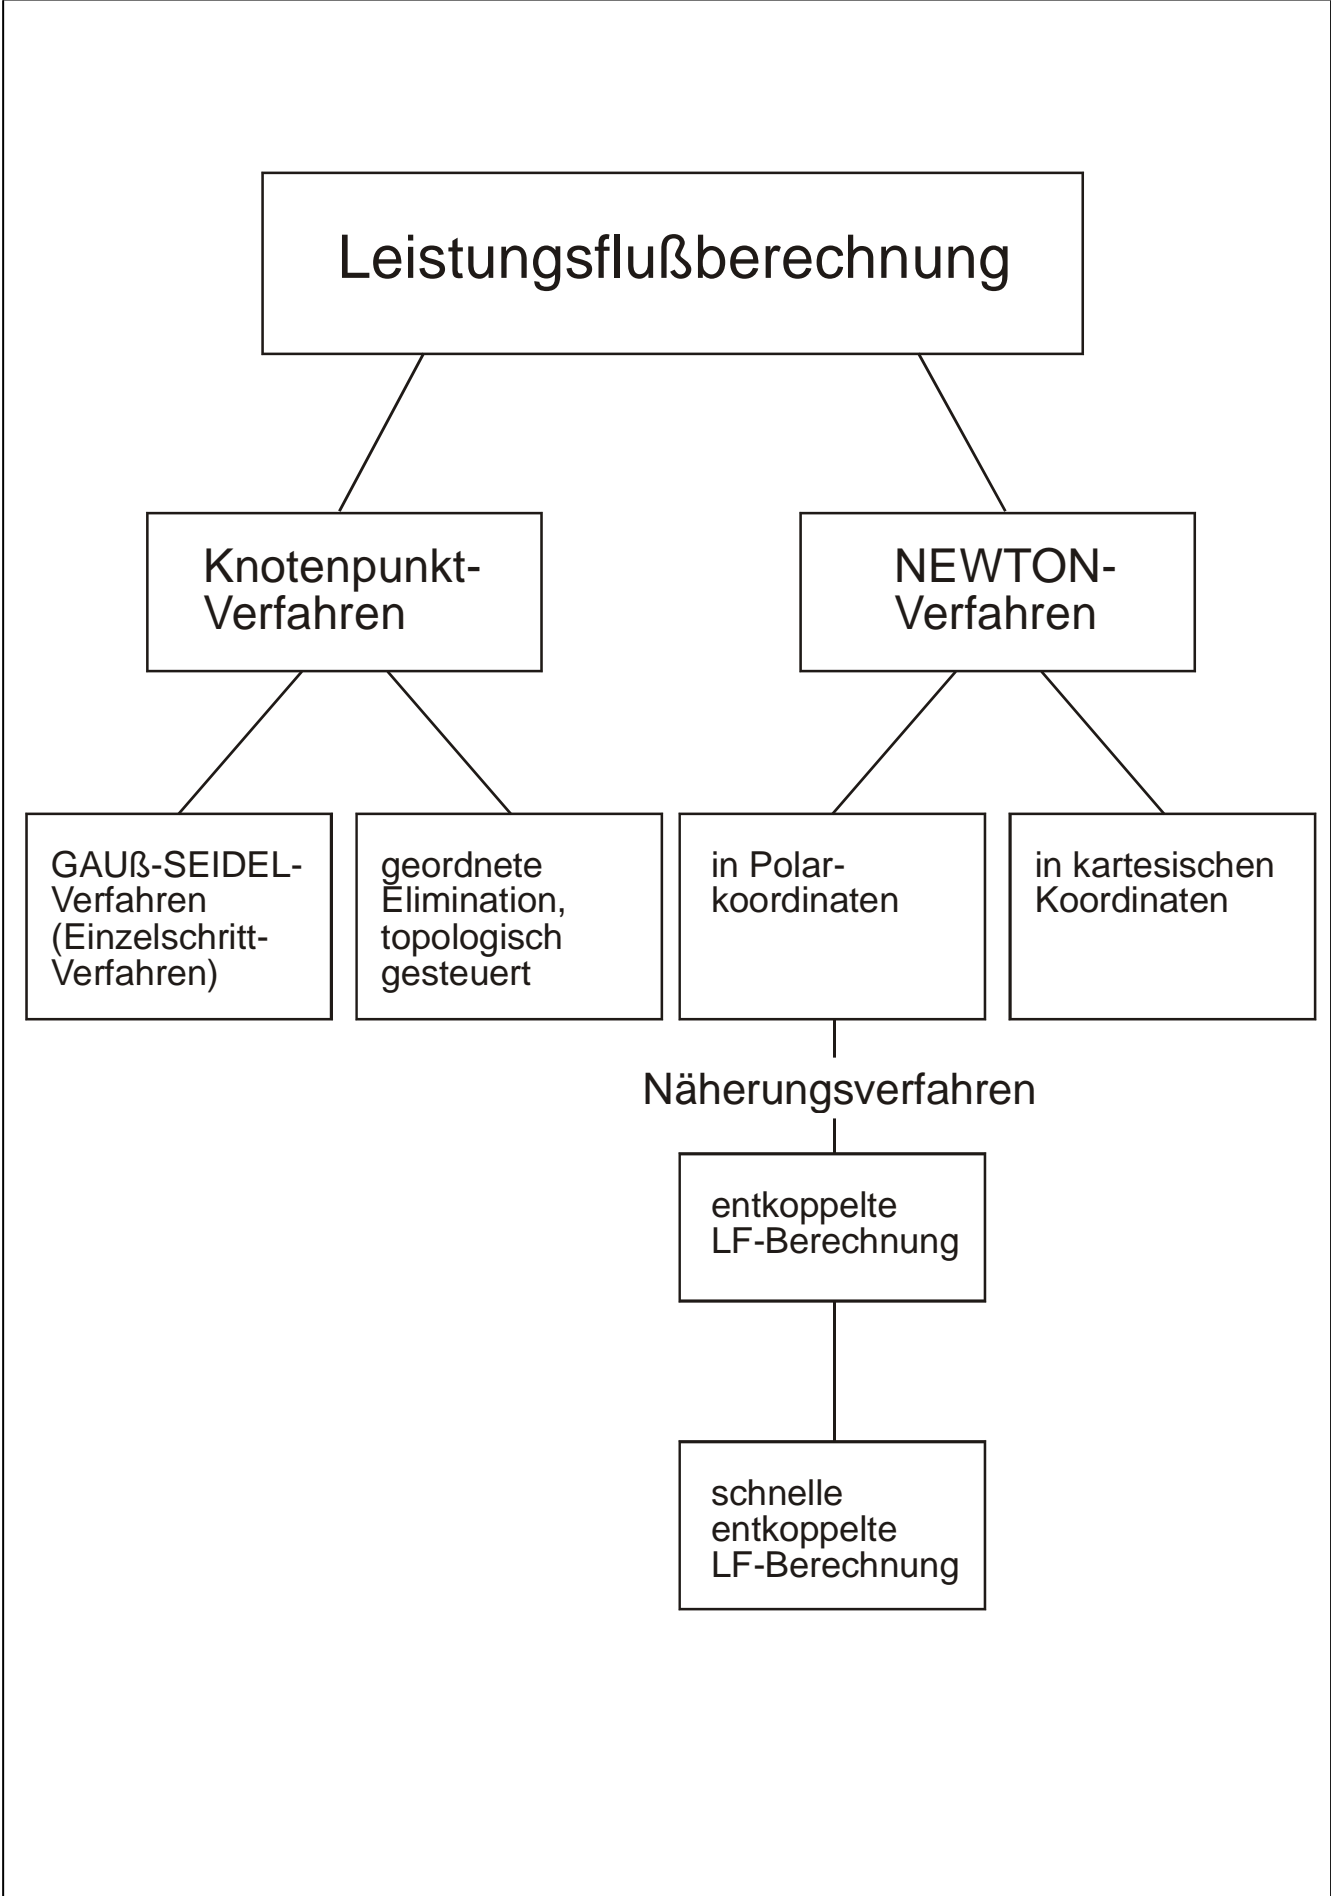 Leistungsflußberechnung
Knotenpunkt-
Verfahren
NEWTON-
Verfahren
GAUß-SEIDEL-
Verfahren
(Einzelschritt-
Verfahren)
geordnete
Elimination,
topologisch
gesteuert
in Polar-
koordinaten
in kartesischen
Koordinaten
Näherungsverfahren
entkoppelte
LF-Berechnung
schnelle
entkoppelte
LF-Berechnung